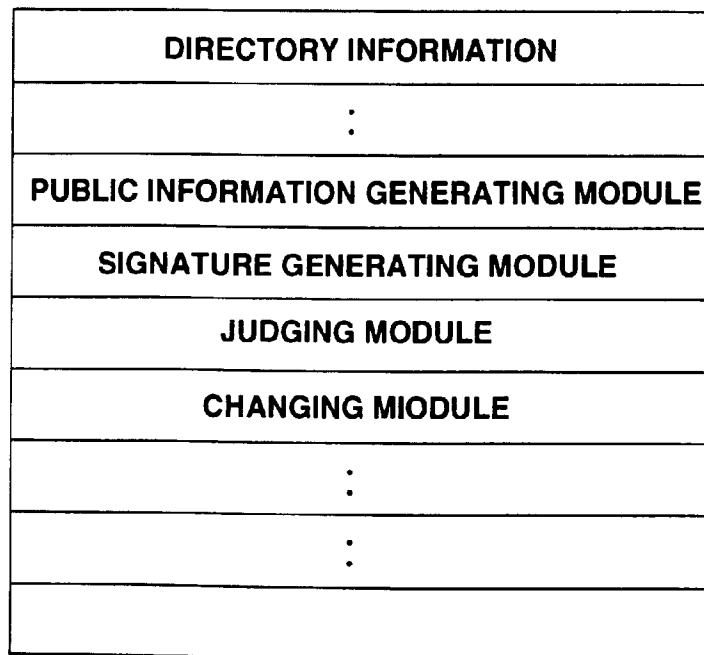 DIRECTORY INFORMATION
:
PUBLIC INFORMATION GENERATING MODULE
SIGNATURE GENERATING MODULE
JUDGING MODULE
CHANGING MIODULE
:
: